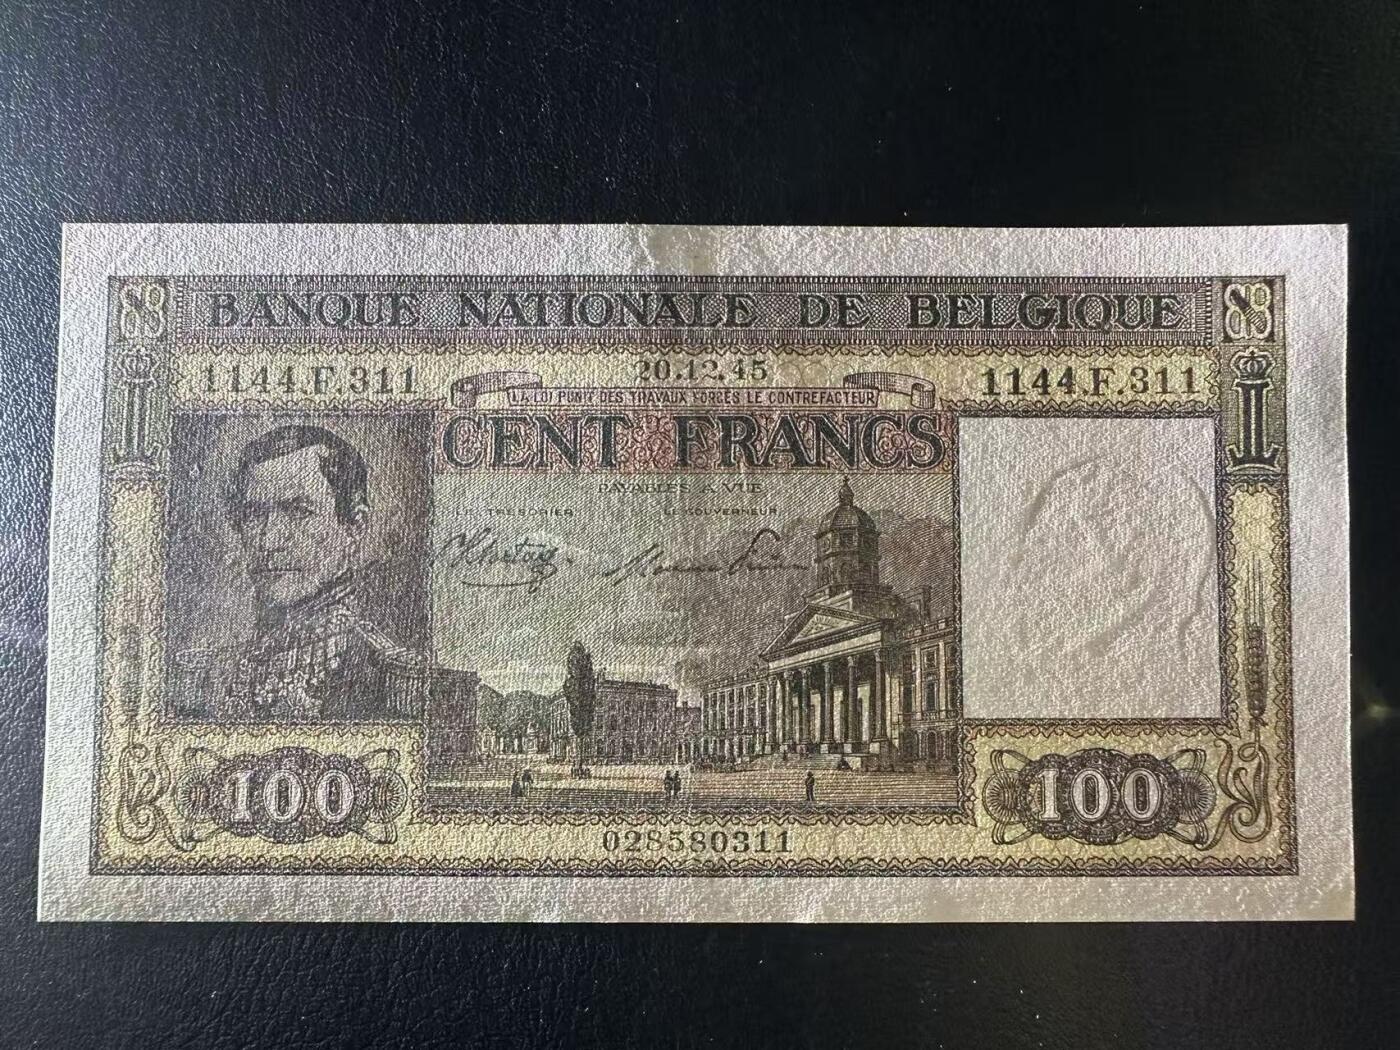 BANQUE NATIONALE DE BELGIQUE
1144.F.311
20.12.45
1144.F.311
LA LOI PUNIT DES TRAVAUX FORCÉS LE CONTREFACTEUR
CENT FRANCS
PAYABLES A VUE
LE TRÉSORIER
LE GOUVERNEUR
100
100
028580311